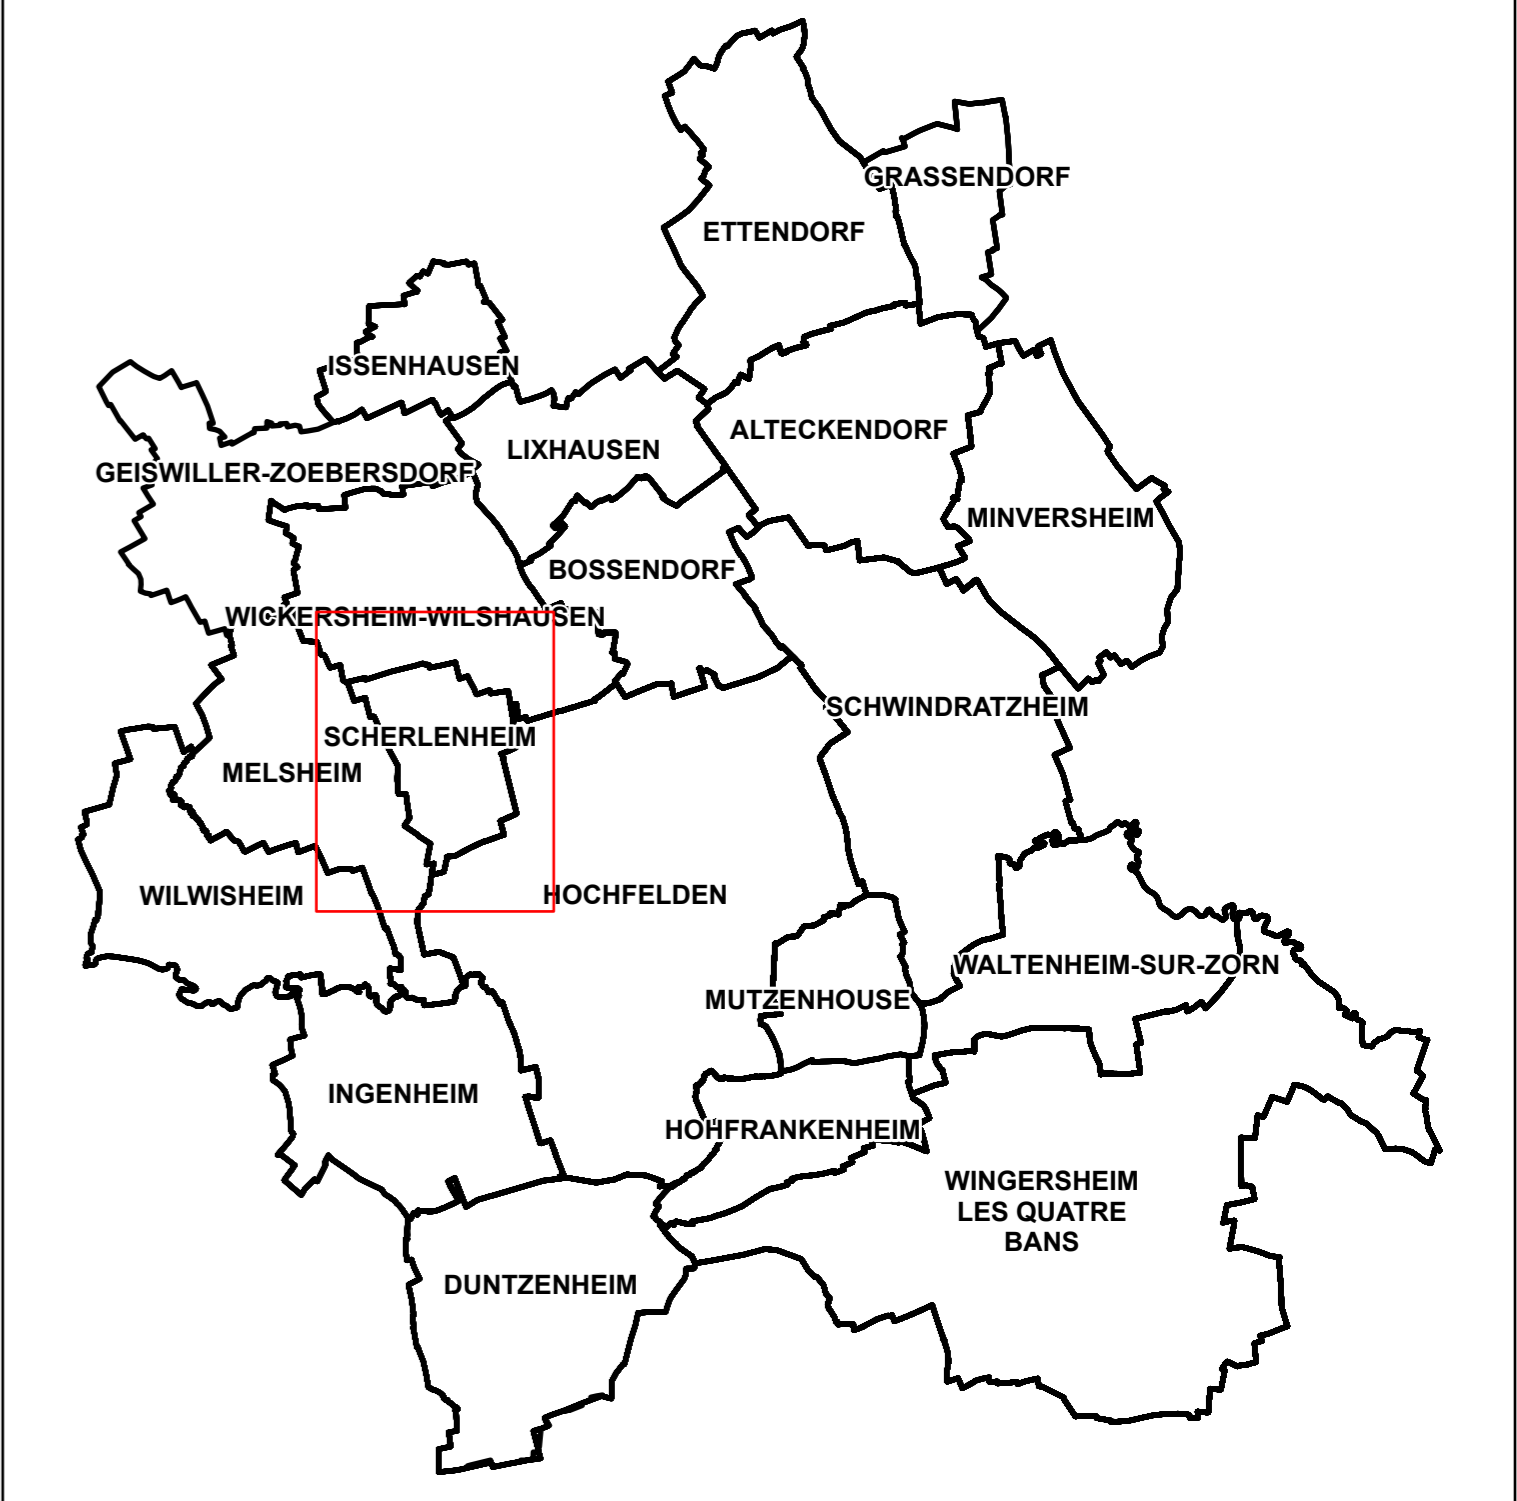 GRASSENDORF
ETTENDORF
ISSENHAUSEN
ALTECKENDORF
LIXHAUSEN
GEISWILLER-ZOEBERSDORF
MINVERSHEIM
BOSSENDORF
WICKERSHEIM-WILSHAUSEN
SCHWINDRATZHEIM
SCHERLENHEIM
MELSHEIM
WILWISHEIM
HOCHFELDEN
WALTENHEIM-SUR-ZORN
MUTZENHOUSE
INGENHEIM
HOHFRANKENHEIM
WINGERSHEIM
LES QUATRE
BANS
DUNTZENHEIM